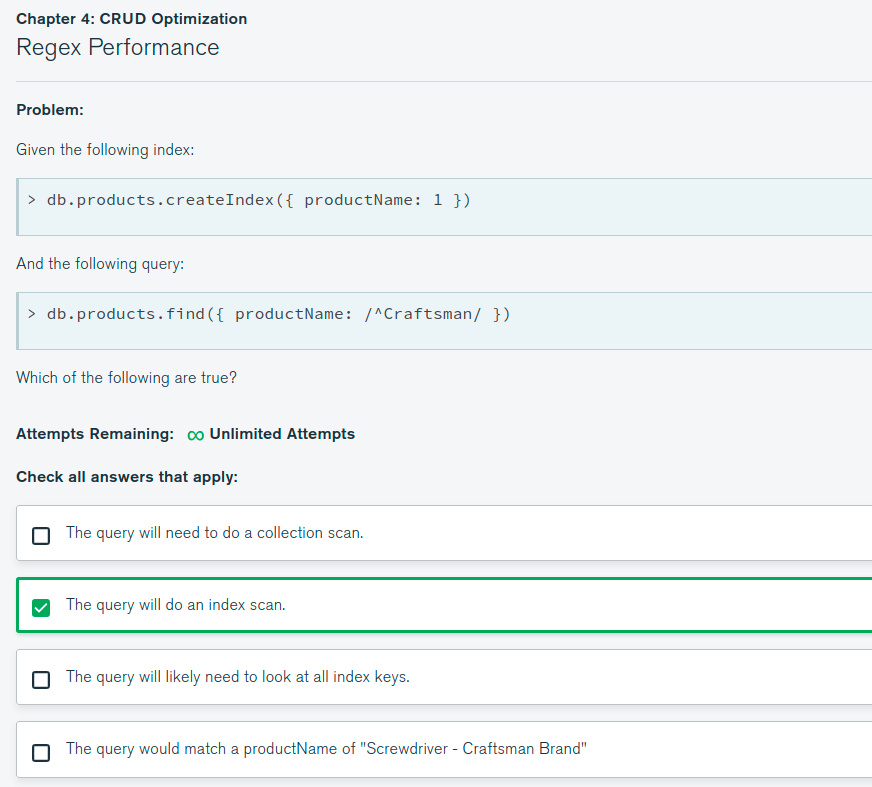 Chapter 4: CRUD Optimization
Regex Performance
Problem:
Given the following index:
> db.products.createIndex({ productName: 1 })
And the following query:
> db.products.find({ productName: /^Craftsman/ })
Which of the following are true?
Attempts Remaining: ∞ Unlimited Attempts
Check all answers that apply:
The query will need to do a collection scan.
The query will do an index scan.
The query will likely need to look at all index keys.
The query would match a productName of "Screwdriver - Craftsman Brand"